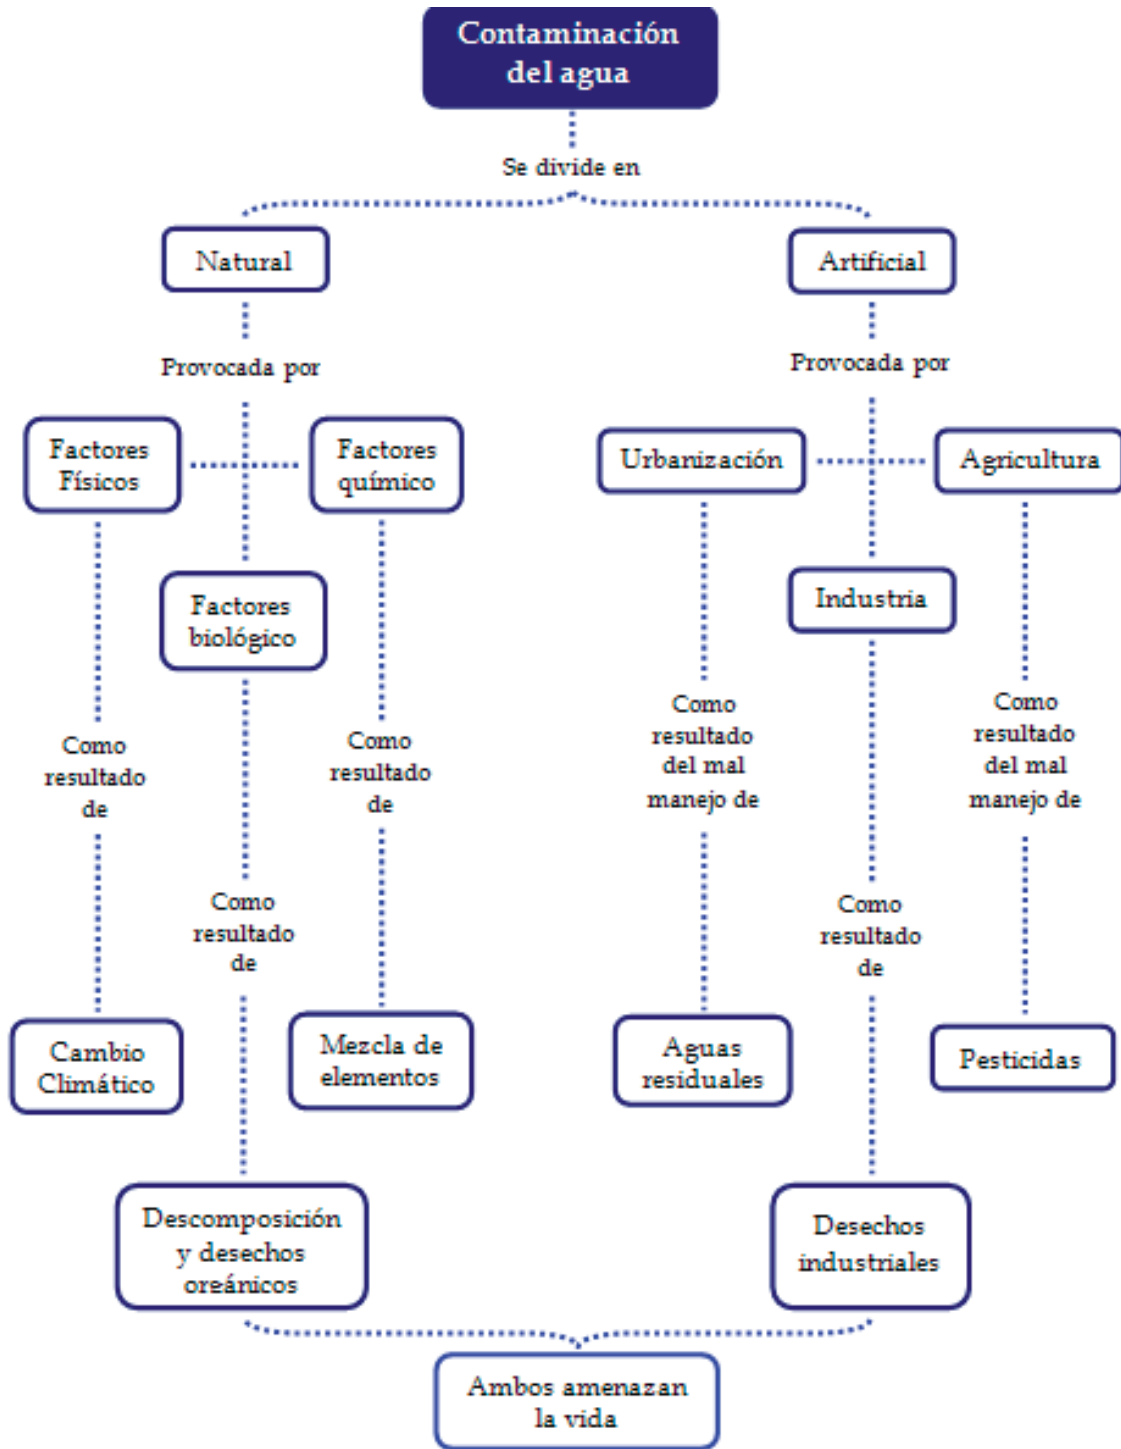 Contaminación
del agua
Se divide en
Natural
Artificial
Provocada por
Provocada por
Factores
Físicos
Factores
químico
Urbanización
Agricultura
Factores
biológico
Industria
Como
resultado
de
Como
resultado
de
Como
resultado
del mal
manejo de
Como
resultado
del mal
manejo de
Como
resultado
de
Como
resultado
de
Cambio
Climático
Mezcla de
elementos
Aguas
residuales
Pesticidas
Descomposición
y desechos
oreánicos
Desechos
industriales
Ambos amenazan
la vida